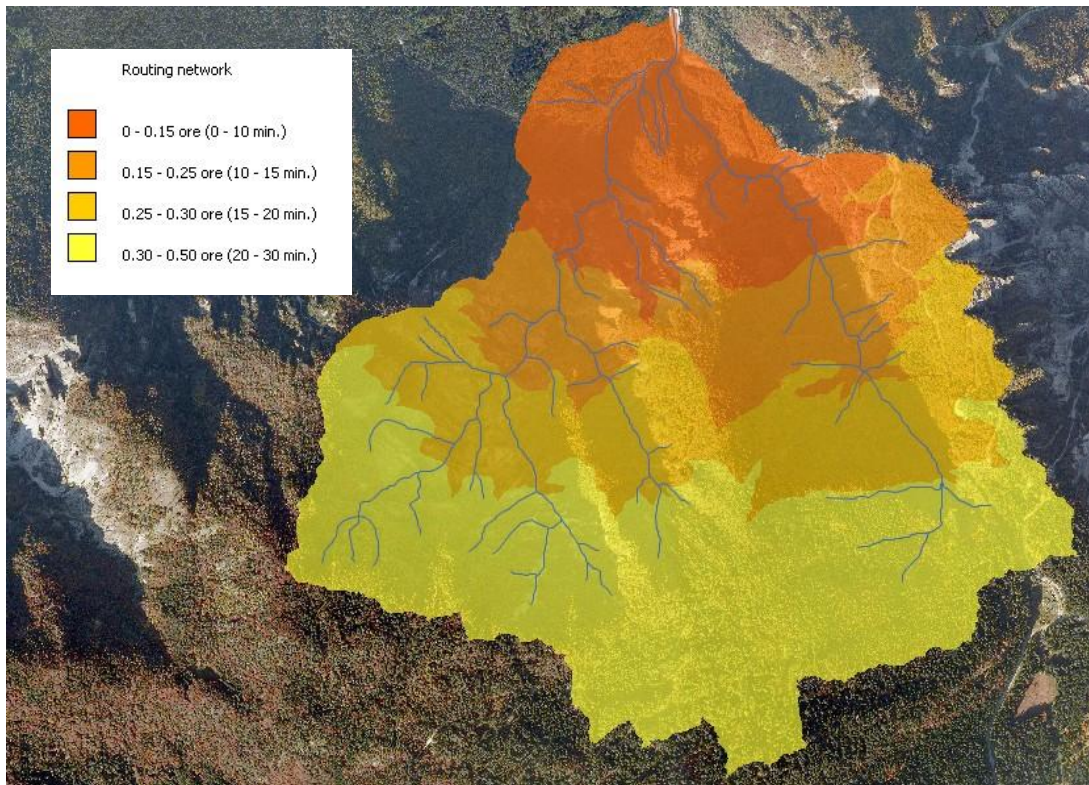 Routing network
0 - 0.15 ore (0 - 10 min.)
0.15 - 0.25 ore (10 - 15 min.)
0.25 - 0.30 ore (15 - 20 min.)
0.30 - 0.50 ore (20 - 30 min.)